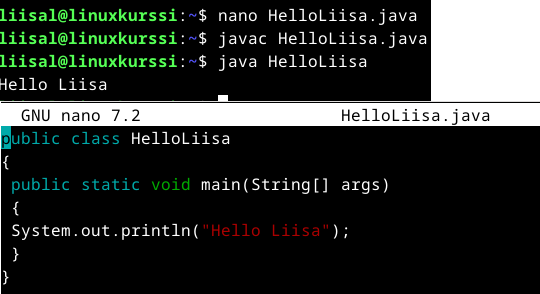 liisal@linuxkurssi:~$ nano HelloLiisa.java
liisal@linuxkurssi:~$ javac HelloLiisa.java
liisal@linuxkurssi:~$ java HelloLiisa
Hello Liisa
GNU nano 7.2 HelloLiisa.java
public class HelloLiisa
{
public static void main(String[] args)
{
System.out.println("Hello Liisa");
}
}